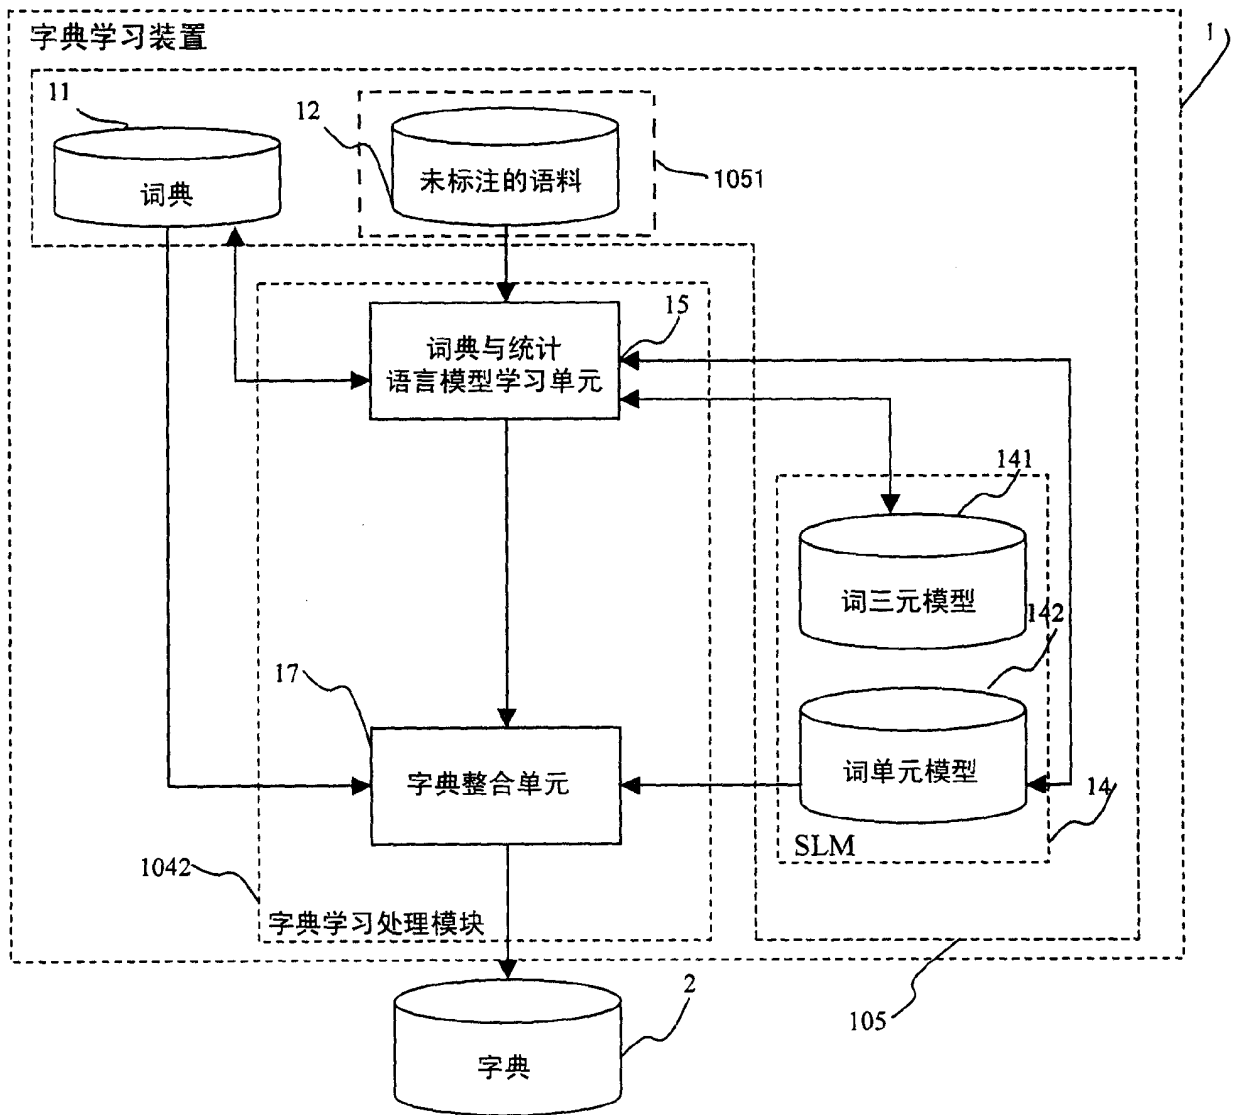 字典学习装置
1
11
12
词典
未标注的语料
1051
15
词典与统计
语言模型学习单元
141
词三元模型
142
17
字典整合单元
词单元模型
14
SLM
1042
字典学习处理模块
2
105
字典